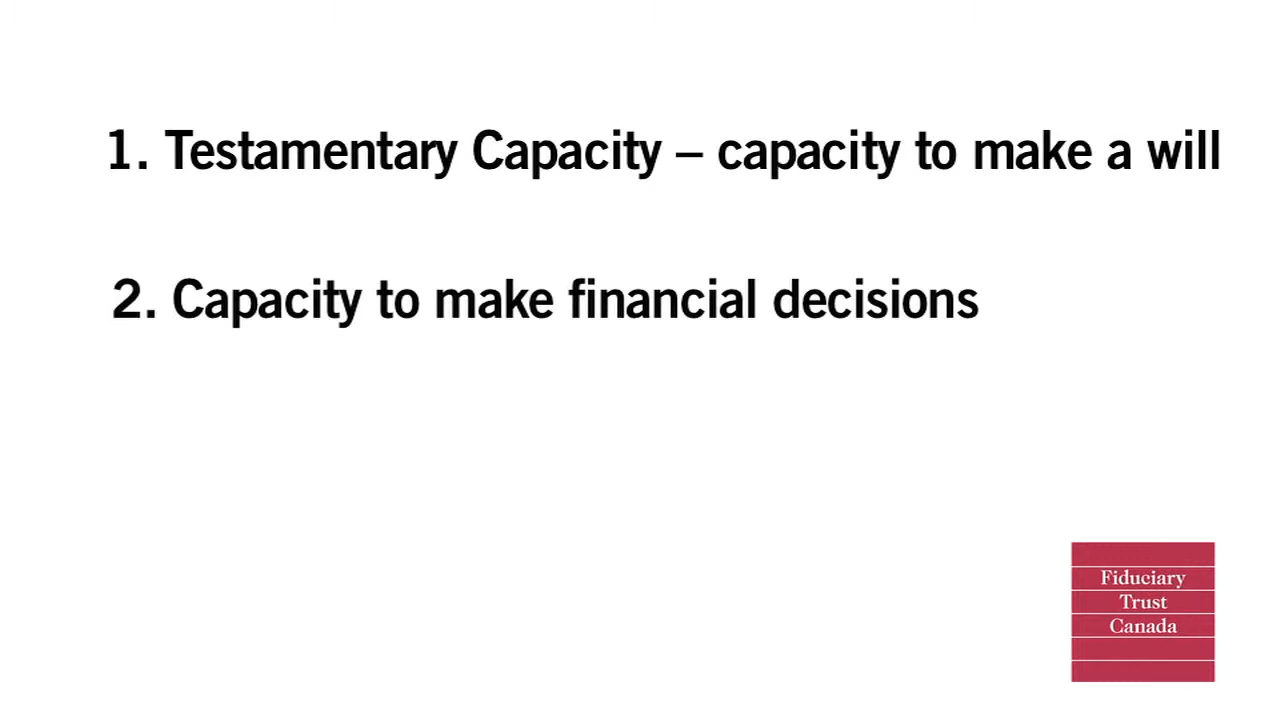 1. Testamentary Capacity – capacity to make a will
2. Capacity to make financial decisions
Fiduciary
Trust
Canada